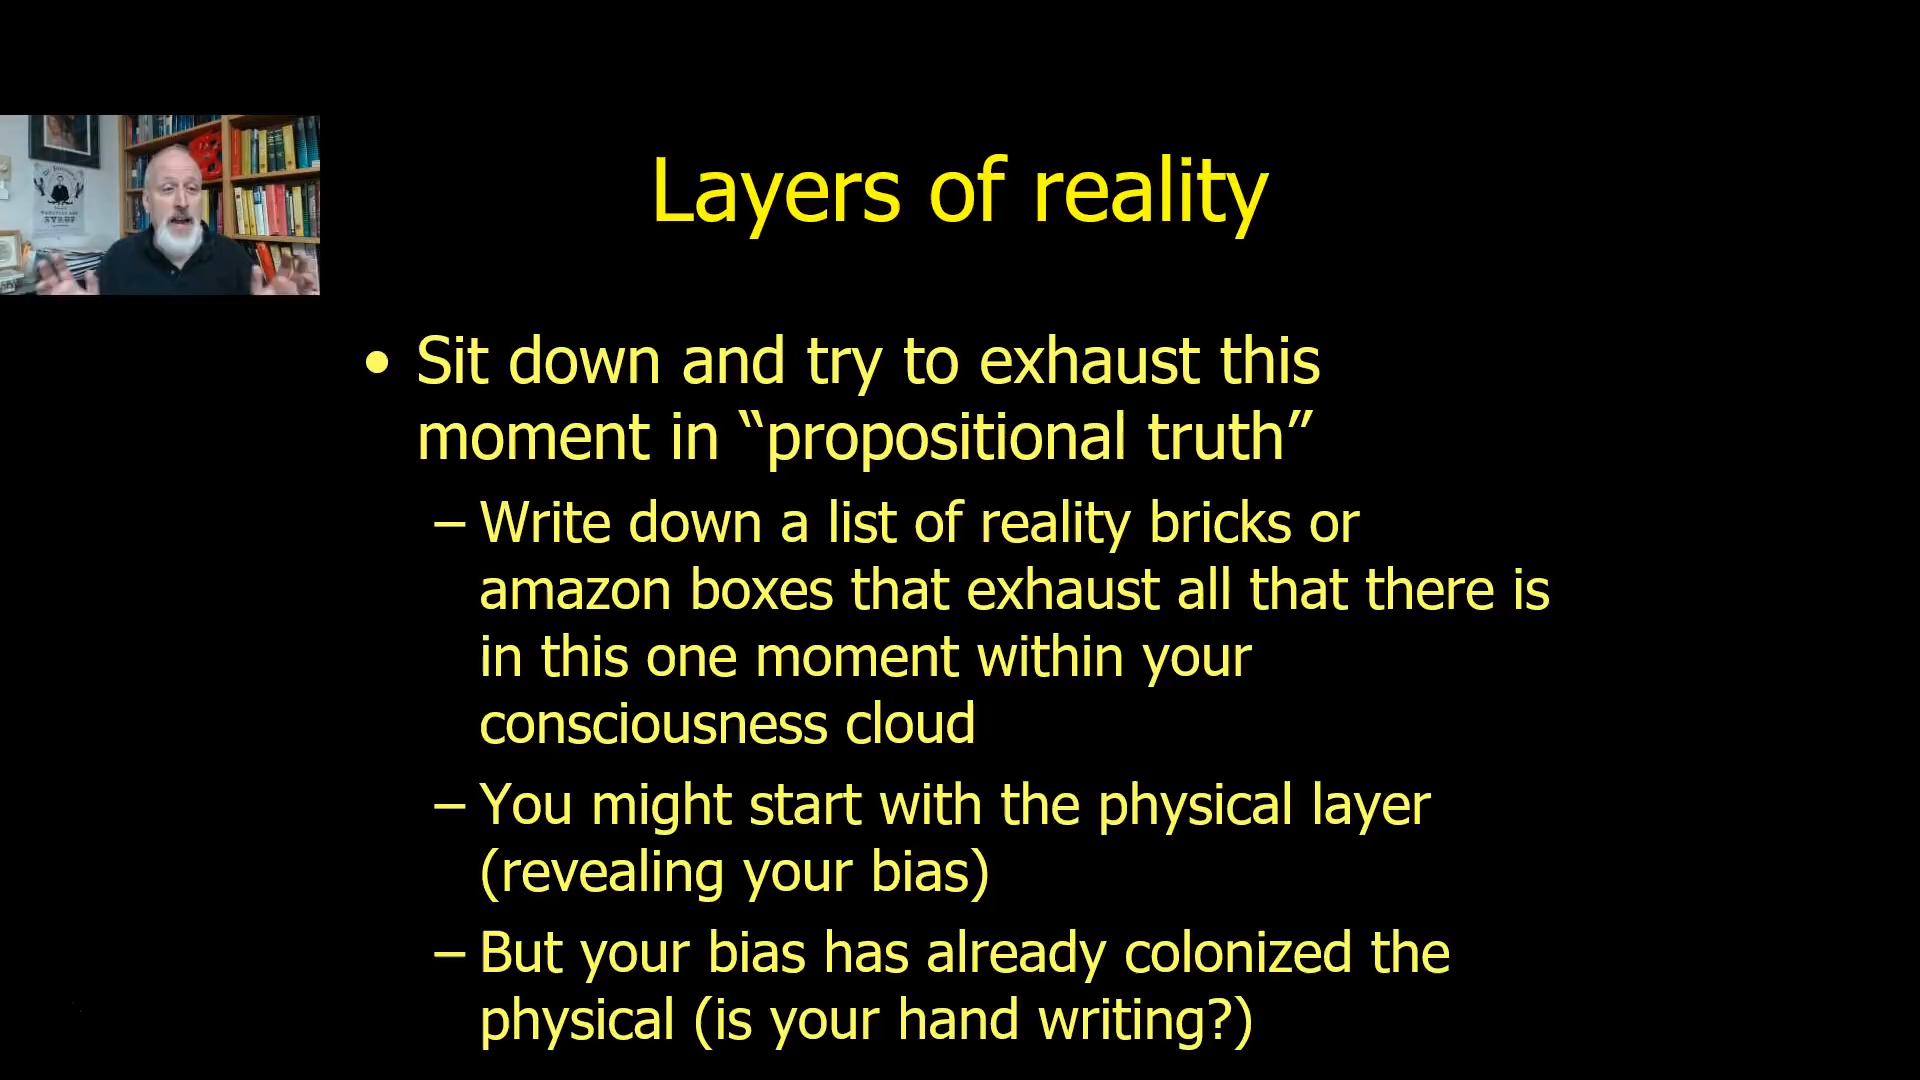 Layers of reality
• Sit down and try to exhaust this
moment in “propositional truth”
– Write down a list of reality bricks or
amazon boxes that exhaust all that there is
in this one moment within your
consciousness cloud
– You might start with the physical layer
(revealing your bias)
– But your bias has already colonized the
physical (is your hand writing?)
SYRUP